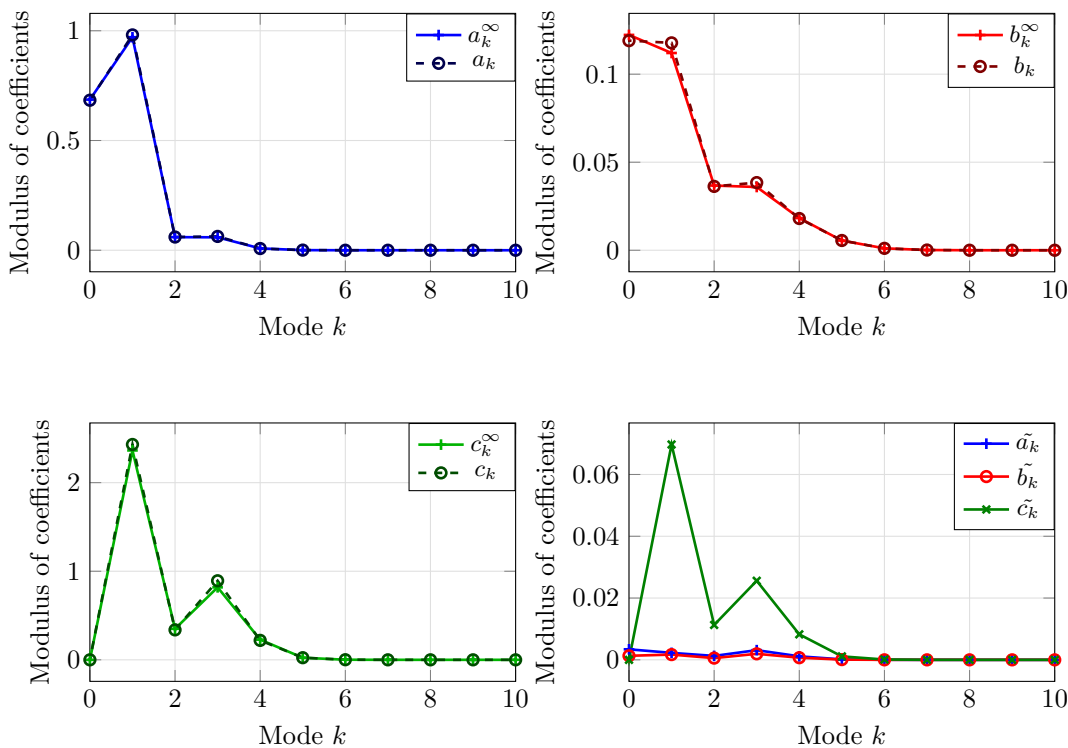 Modulus of coefficients
1
0.5
0
0 2 4 6 8 10
Mode k
a_k^∞
a_k
Modulus of coefficients
0.1
0.05
0
0 2 4 6 8 10
Mode k
b_k^∞
b_k
Modulus of coefficients
2
1
0
0 2 4 6 8 10
Mode k
c_k^∞
c_k
Modulus of coefficients
0.06
0.04
0.02
0
0 2 4 6 8 10
Mode k
ã_k
b̃_k
c̃_k